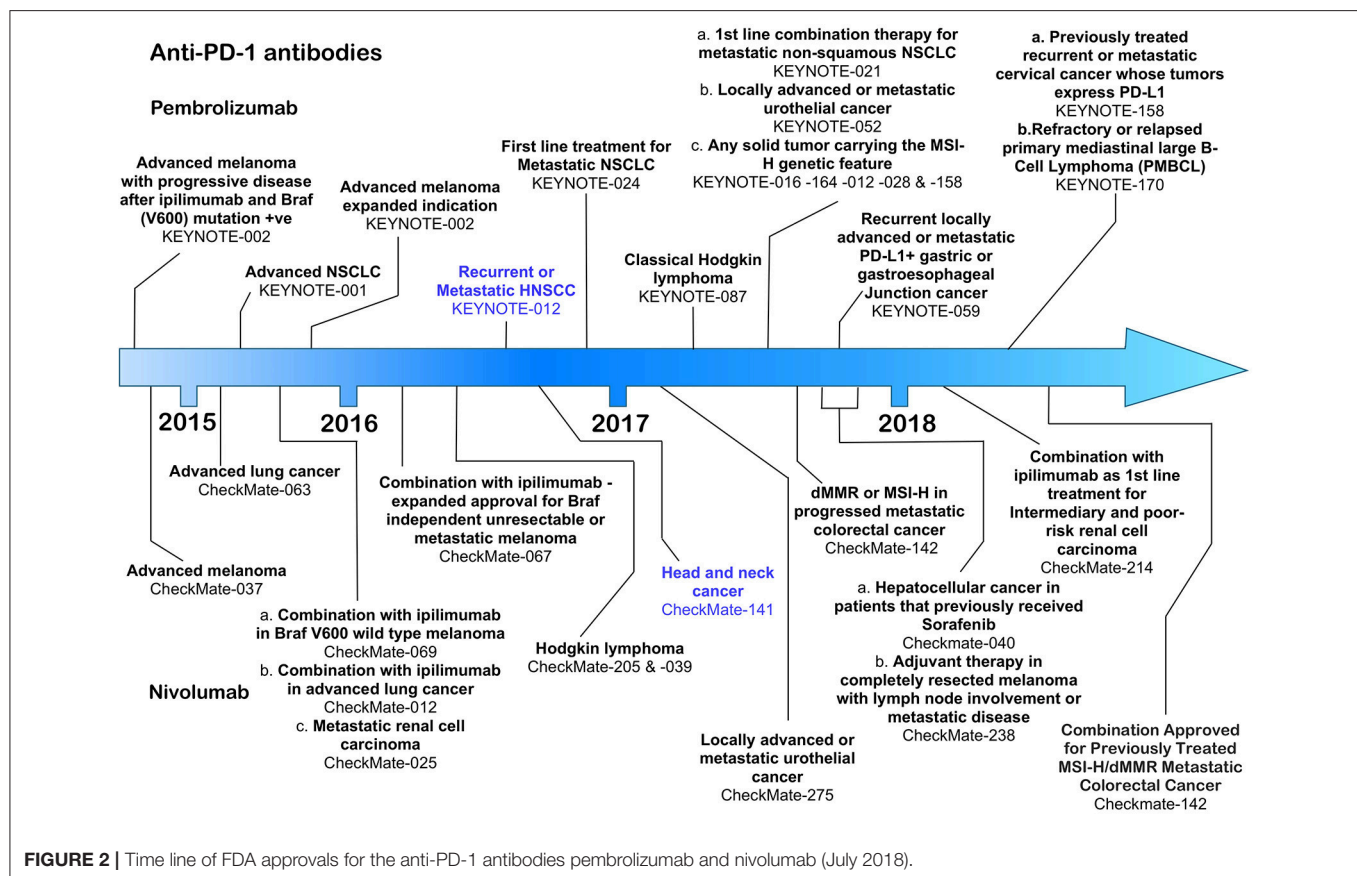 Anti-PD-1 antibodies
Pembrolizumab
Advanced melanoma
with progressive disease
after ipilimumab and Braf
(V600) mutation +ve
KEYNOTE-002
Advanced NSCLC
KEYNOTE-001
Advanced melanoma
expanded indication
KEYNOTE-002
Recurrent or
Metastatic HNSCC
KEYNOTE-012
First line treatment for
Metastatic NSCLC
KEYNOTE-024
Classical Hodgkin
lymphoma
KEYNOTE-087
a. 1st line combination therapy for
metastatic non-squamous NSCLC
KEYNOTE-021
b. Locally advanced or metastatic
urothelial cancer
KEYNOTE-052
c. Any solid tumor carrying the MSI-
H genetic feature
KEYNOTE-016 -164 -012 -028 & -158
Recurrent locally
advanced or metastatic
PD-L1+ gastric or
gastroesophageal
Junction cancer
KEYNOTE-059
a. Previously treated
recurrent or metastatic
cervical cancer whose tumors
express PD-L1
KEYNOTE-158
b.Refractory or relapsed
primary mediastinal large B-
Cell Lymphoma (PMBCL)
KEYNOTE-170
2015
2016
2017
2018
Advanced melanoma
CheckMate-037
Advanced lung cancer
CheckMate-063
a. Combination with ipilimumab
in Braf V600 wild type melanoma
CheckMate-069
b. Combination with ipilimumab
in advanced lung cancer
CheckMate-012
c. Metastatic renal cell
carcinoma
CheckMate-025
Nivolumab
Combination with ipilimumab -
expanded approval for Braf
independent unresectable or
metastatic melanoma
CheckMate-067
Hodgkin lymphoma
CheckMate-205 & -039
Head and neck
cancer
CheckMate-141
Locally advanced or
metastatic urothelial
cancer
CheckMate-275
dMMR or MSI-H in
progressed metastatic
colorectal cancer
CheckMate-142
a. Hepatocellular cancer in
patients that previously received
Sorafenib
Checkmate-040
b. Adjuvant therapy in
completely resected melanoma
with lymph node involvement or
metastatic disease
CheckMate-238
Combination with
ipilimumab as 1st line
treatment for
Intermediary and poor-
risk renal cell
carcinoma
CheckMate-214
Combination Approved
for Previously Treated
MSI-H/dMMR Metastatic
Colorectal Cancer
Checkmate-142
FIGURE 2 | Time line of FDA approvals for the anti-PD-1 antibodies pembrolizumab and nivolumab (July 2018).